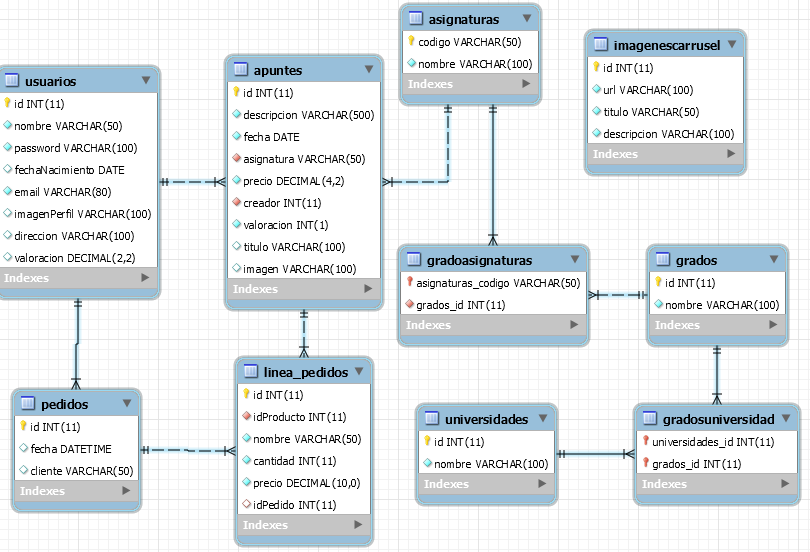 usuarios
id INT(11)
nombre VARCHAR(50)
password VARCHAR(100)
fechaNacimiento DATE
email VARCHAR(80)
imagenPerfil VARCHAR(100)
direccion VARCHAR(100)
valoracion DECIMAL(2,2)
Indexes
apuntes
id INT(11)
descripcion VARCHAR(500)
fecha DATE
asignatura VARCHAR(50)
precio DECIMAL(4,2)
creador INT(11)
valoracion INT(1)
titulo VARCHAR(100)
imagen VARCHAR(100)
Indexes
asignaturas
codigo VARCHAR(50)
nombre VARCHAR(100)
Indexes
imagenescarrusel
id INT(11)
url VARCHAR(100)
titulo VARCHAR(50)
descripcion VARCHAR(100)
Indexes
gradoasignaturas
asignaturas_codigo VARCHAR(50)
grados_id INT(11)
Indexes
grados
id INT(11)
nombre VARCHAR(100)
Indexes
pedidos
id INT(11)
fecha DATETIME
cliente VARCHAR(50)
Indexes
linea_pedidos
id INT(11)
idProducto INT(11)
nombre VARCHAR(50)
cantidad INT(11)
precio DECIMAL(10,0)
idPedido INT(11)
Indexes
universidades
id INT(11)
nombre VARCHAR(100)
Indexes
gradosuniversidad
universidades_id INT(11)
grados_id INT(11)
Indexes